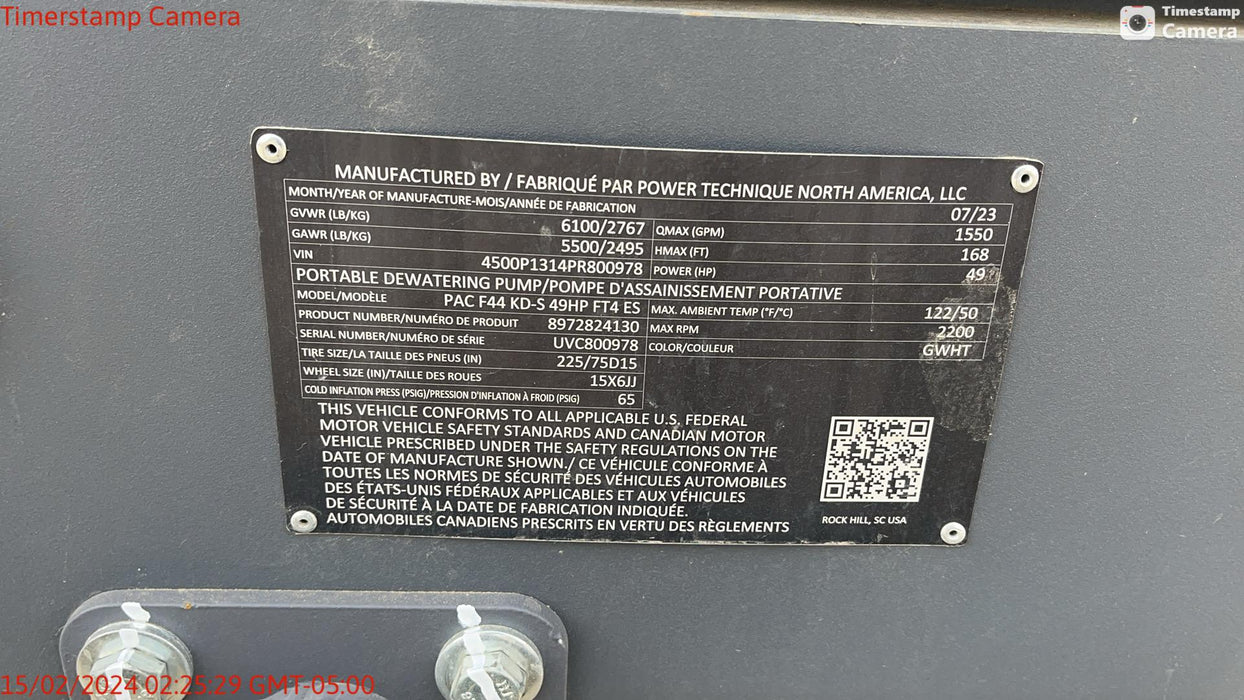 Timerstamp Camera
Timestamp
Camera
MANUFACTURED BY / FABRIQUÉ PAR POWER TECHNIQUE NORTH AMERICA, LLC
MONTH/YEAR OF MANUFACTURE-MOIS/ANNÉE DE FABRICATION 07/23
GVWR (LB/KG) 6100/2767 QMAX (GPM) 1550
GAWR (LB/KG) 5500/2495 HMAX (FT) 168
VIN 4500P1314PR800978 POWER (HP) 49
PORTABLE DEWATERING PUMP/POMPE D'ASSAINISSEMENT PORTATIVE
MODEL/MODÈLE PAC F44 KD-S 49HP FT4 ES MAX. AMBIENT TEMP (°F/°C) 122/50
PRODUCT NUMBER/NUMÉRO DE PRODUIT 8972824130 MAX RPM 2200
SERIAL NUMBER/NUMÉRO DE SÉRIE UVC800978 COLOR/COULEUR GWHT
TIRE SIZE/LA TAILLE DES PNEUS (IN) 225/75D15
WHEEL SIZE (IN)/TAILLE DES ROUES 15X6JJ
COLD INFLATION PRESS (PSIG)/PRESSION D'INFLATION À FROID (PSIG) 65
THIS VEHICLE CONFORMS TO ALL APPLICABLE U.S. FEDERAL
MOTOR VEHICLE SAFETY STANDARDS AND CANADIAN MOTOR
VEHICLE PRESCRIBED UNDER THE SAFETY REGULATIONS ON THE
DATE OF MANUFACTURE SHOWN./ CE VÉHICULE CONFORME À
TOUTES LES NORMES DE SÉCURITÉ DES VÉHICULES AUTOMOBILES
DES ÉTATS-UNIS FÉDÉRAUX APPLICABLES ET AUX VÉHICULES
DE SÉCURITÉ À LA DATE DE FABRICATION INDIQUÉE.
AUTOMOBILES CANADIENS PRESCRITS EN VERTU DES RÈGLEMENTS
ROCK HILL, SC USA
15/02/2024 02:25:29 GMT-05:00